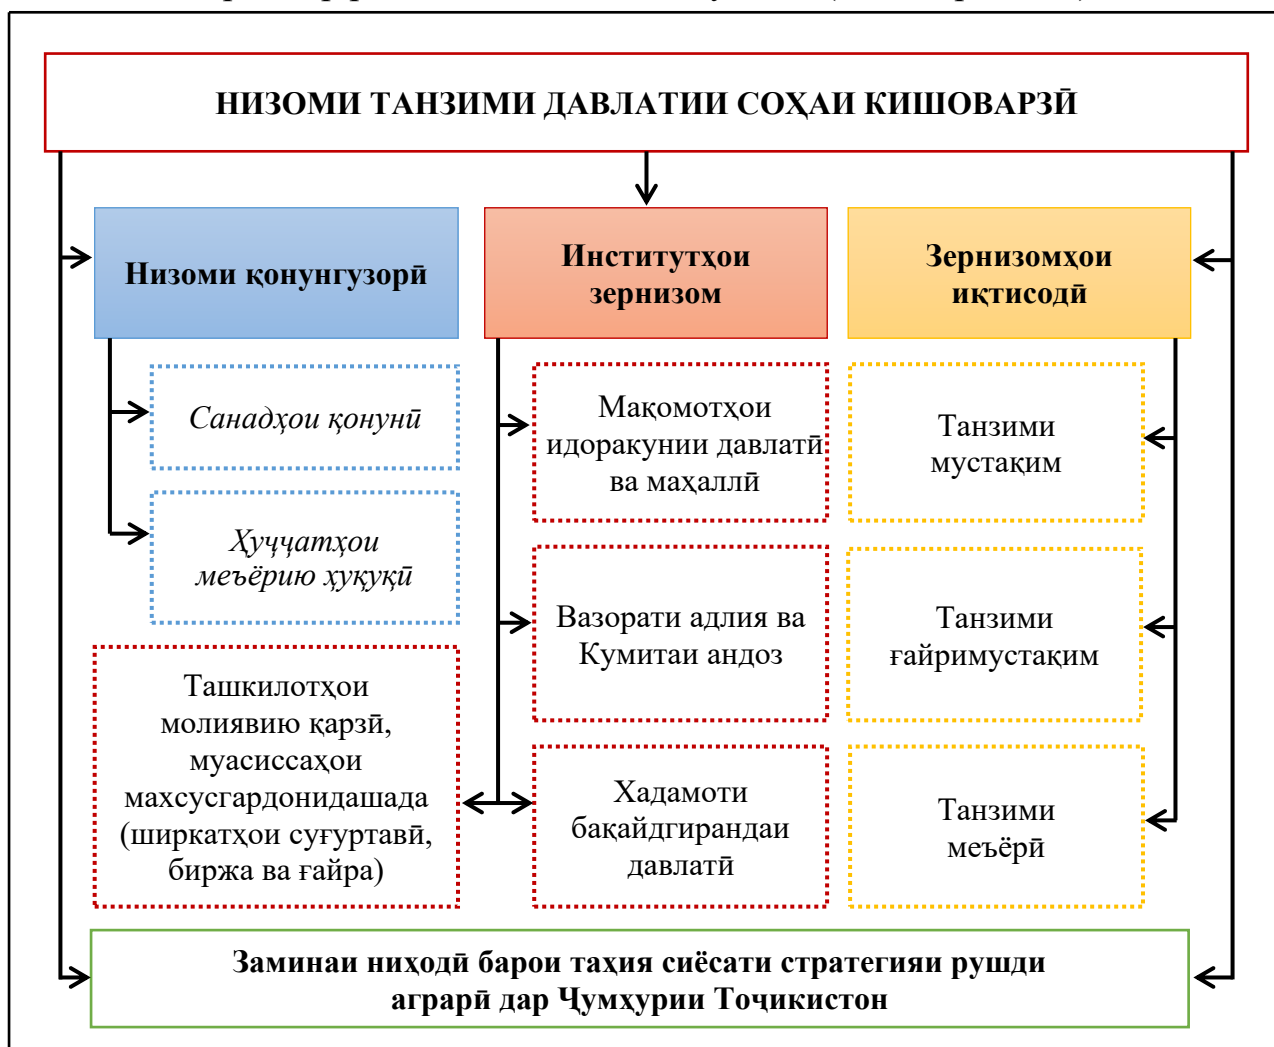 НИЗОМИ ТАНЗИМИ ДАВЛАТИИ СОҲАИ КИШОВАРЗӢ
Низоми қонунгузорӣ
Институтҳои
зернизом
Зернизомҳои
иқтисодӣ
Санадҳои қонунӣ
Ҳуҷҷатҳои
меъёрию ҳуқуқӣ
Ташкилотҳои
молиявию қарзӣ,
муасиссаҳои
махсусгардонидашада
(ширкатҳои суғуртавӣ,
биржа ва ғайра)
Мақомотҳои
идоракунии давлатӣ
ва маҳаллӣ
Вазорати адлия ва
Кумитаи андоз
Хадамоти
бақайдгирандаи
давлатӣ
Танзими
мустақим
Танзими
ғайримустақим
Танзими
меъёрӣ
Заминаи ниҳодӣ барои таҳия сиёсати стратегияи рушди
аграрӣ дар Ҷумҳурии Тоҷикистон